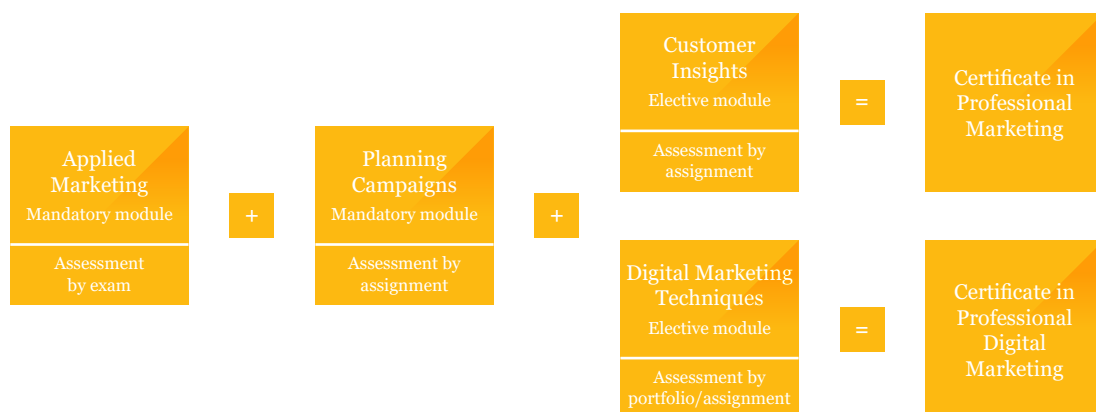 Applied
Marketing
Mandatory module
Assessment
by exam
+
Planning
Campaigns
Mandatory module
Assessment by
assignment
+
Customer
Insights
Elective module
Assessment by
assignment
=
Certificate in
Professional
Marketing
Digital Marketing
Techniques
Elective module
Assessment by
portfolio/assignment
=
Certificate in
Professional
Digital
Marketing